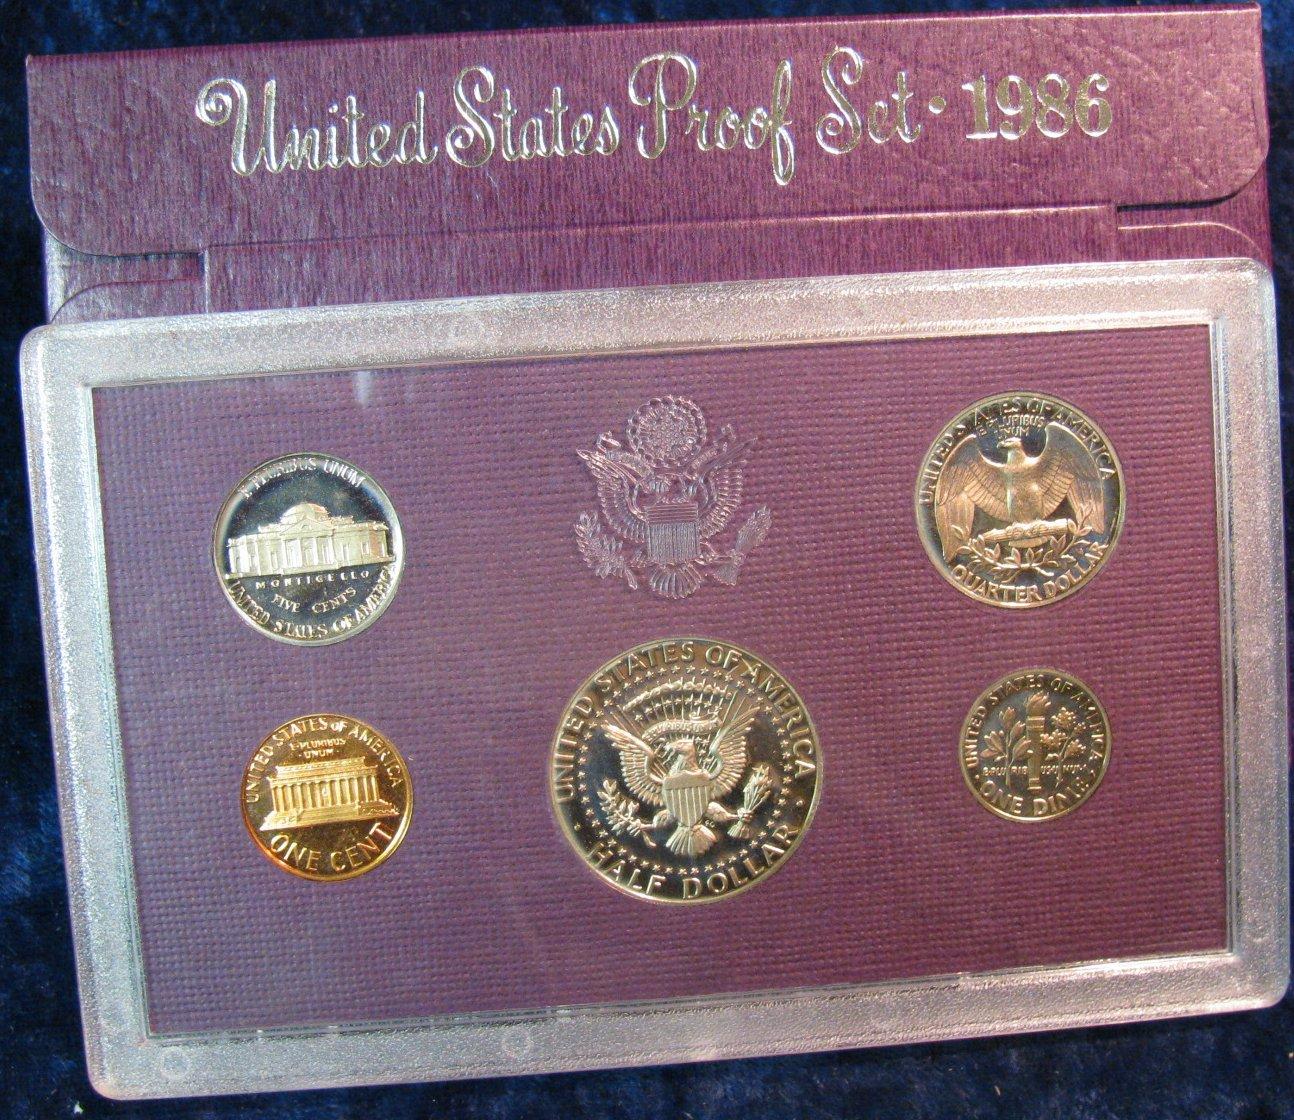 United States Proof Set · 1986
E PLURIBUS UNUM
MONTICELLO
FIVE CENTS
UNITED STATES OF AMERICA
UNITED STATES OF AMERICA
E PLURIBUS
UNUM
QUARTER DOLLAR
UNITED STATES OF AMERICA
E·PLURIBUS
·UNUM·
ONE CENT
UNITED STATES OF AMERICA
HALF DOLLAR
UNITED STATES OF AMERICA
ONE DIME